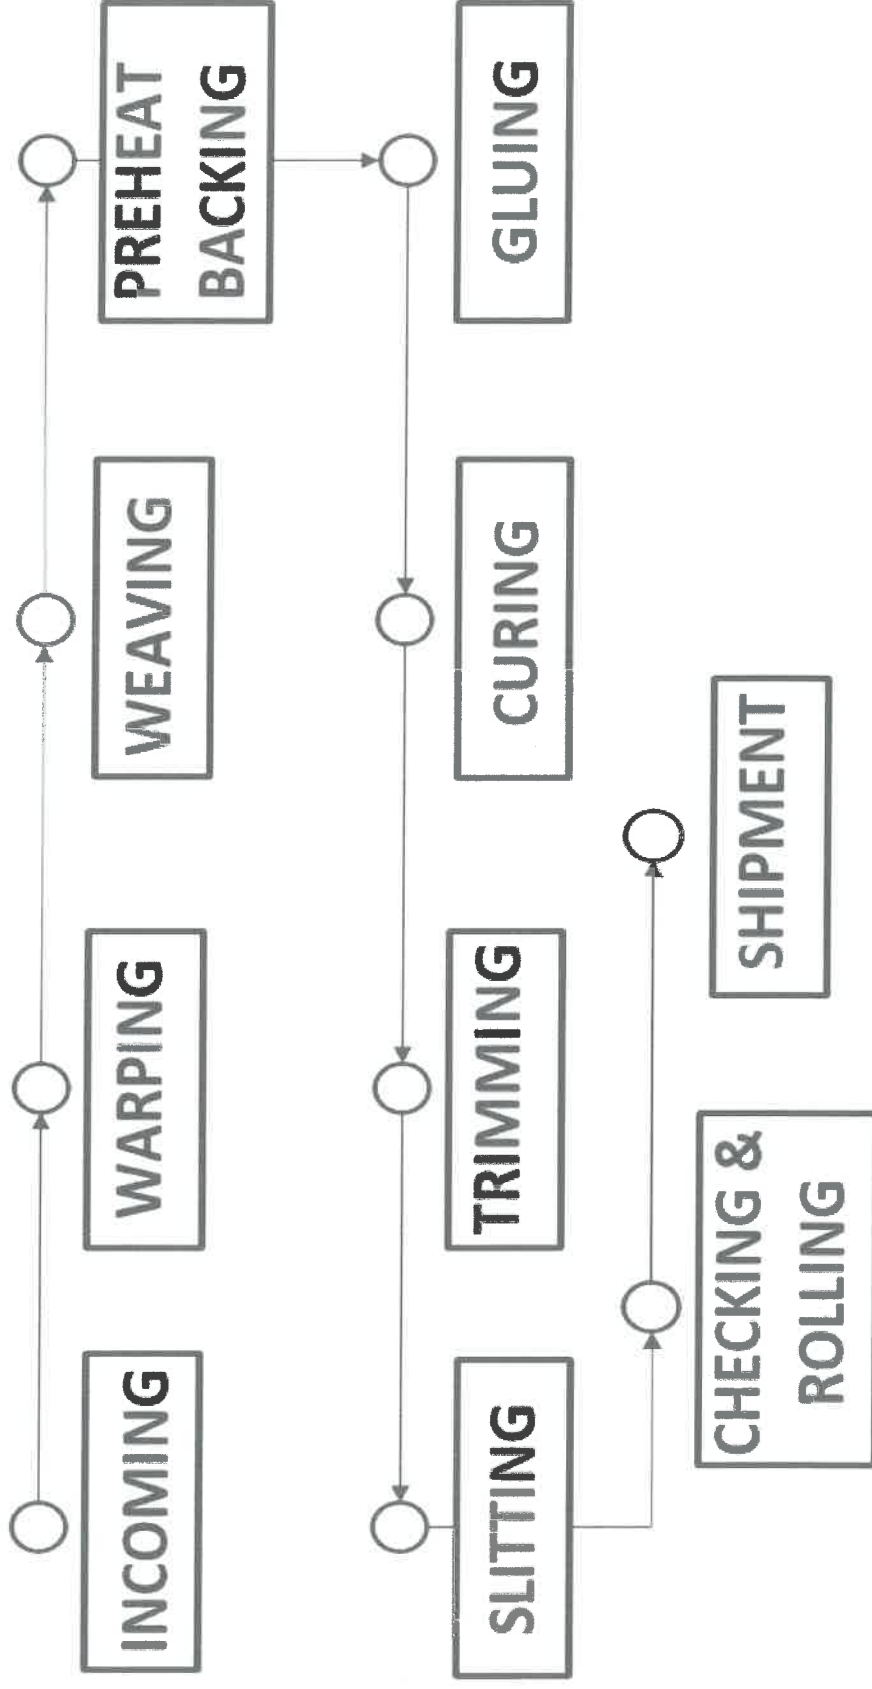 INCOMING
WARPING
WEAVING
PREHEAT
BACKING
GLUING
CURING
TRIMMING
SLITTING
CHECKING &
ROLLING
SHIPMENT